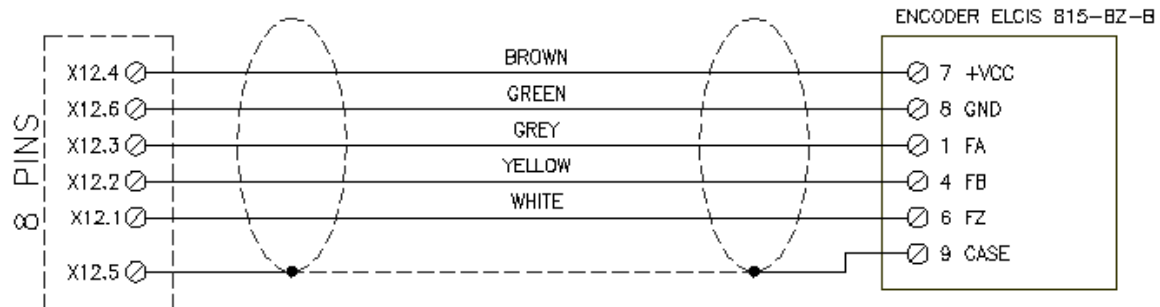 ENCODER ELCIS 815-BZ-B
X12.4 BROWN 7 +VCC
X12.6 GREEN 8 GND
X12.3 GREY 1 FA
X12.2 YELLOW 4 FB
X12.1 WHITE 6 FZ
X12.5 9 CASE
8 PINS